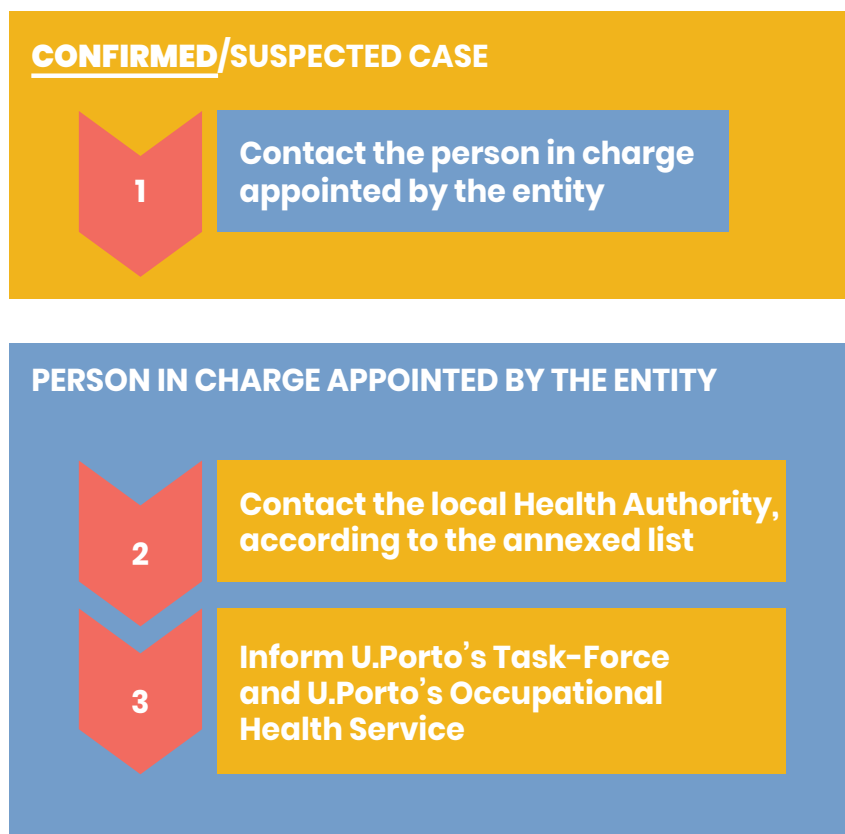 CONFIRMED/SUSPECTED CASE
1
Contact the person in charge
appointed by the entity
PERSON IN CHARGE APPOINTED BY THE ENTITY
2
Contact the local Health Authority,
according to the annexed list
3
Inform U.Porto’s Task-Force
and U.Porto’s Occupational
Health Service